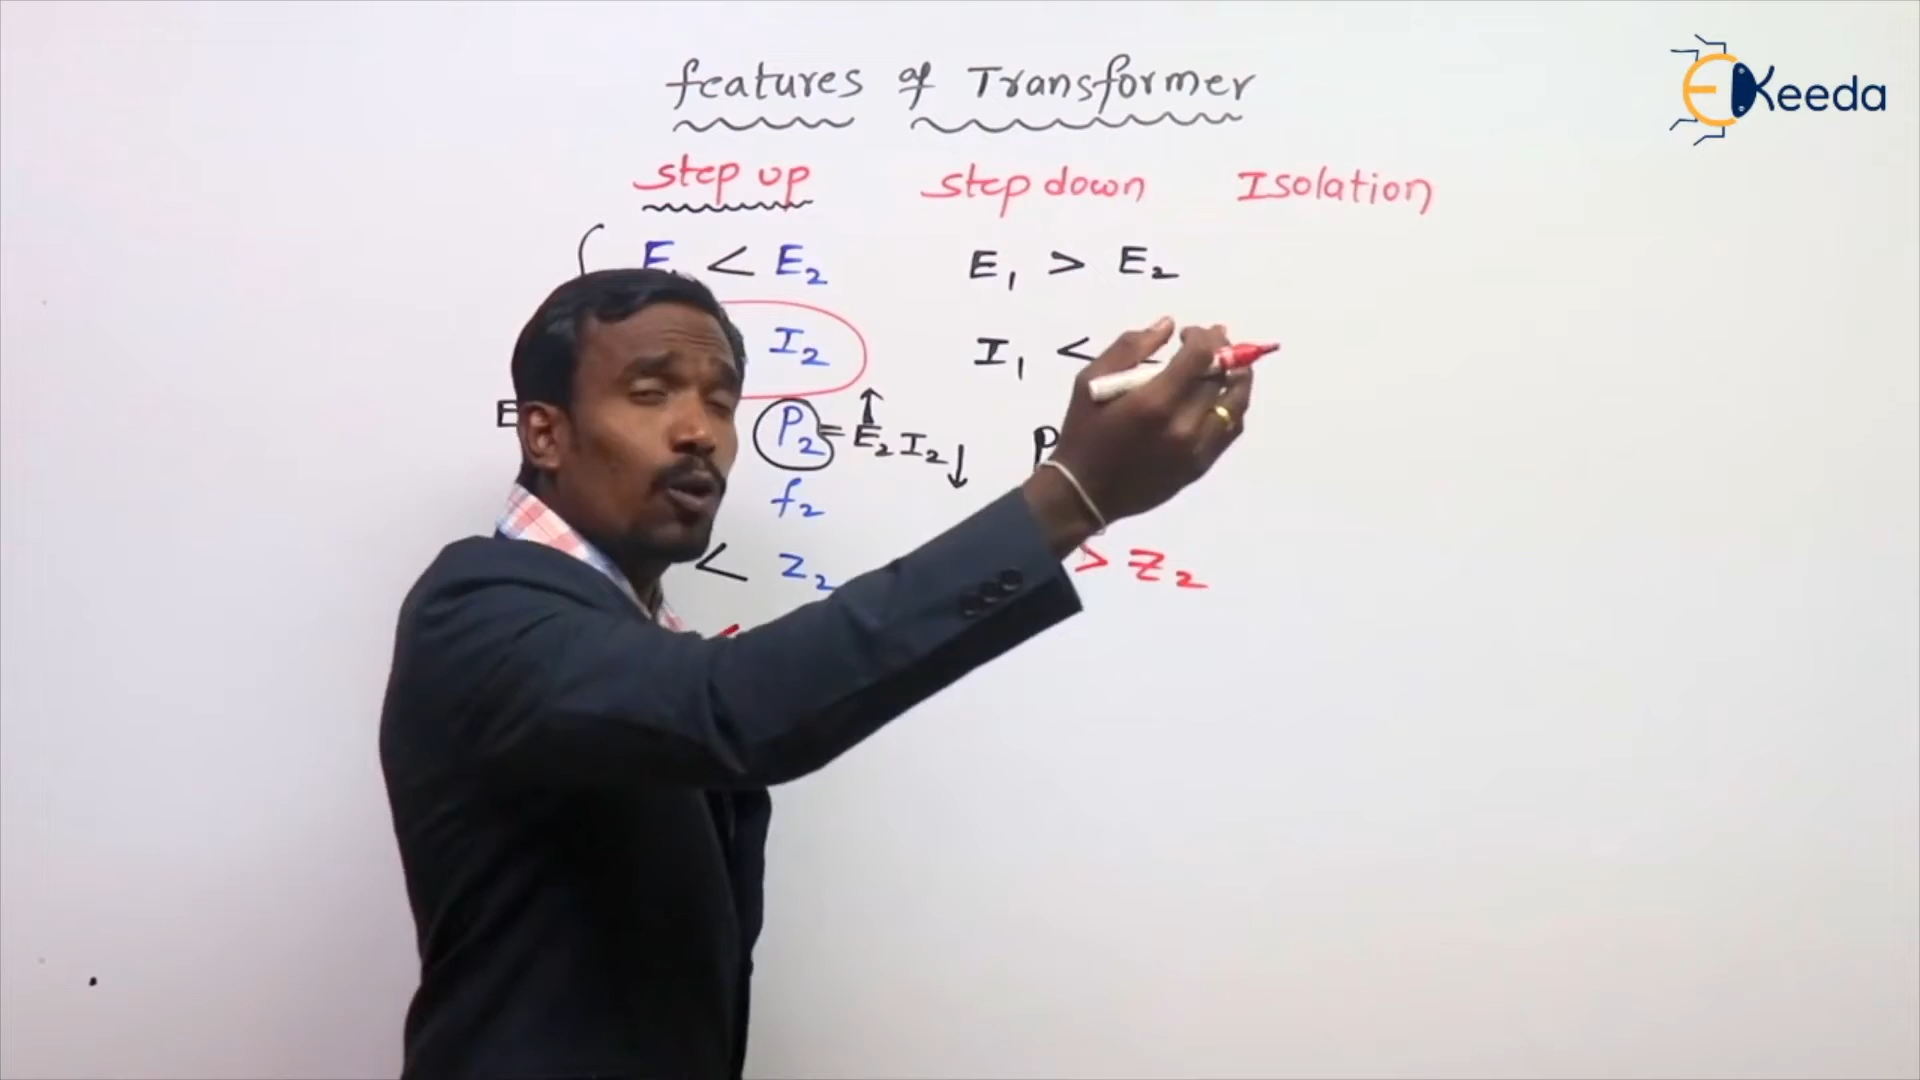 features of Transformer
EKeeda
step up step down Isolation
E₁ < E₂ E₁ > E₂
I₂ I₁ <
E P₂ = E₂ I₂ ↑ ↓ P
f₂
< Z₂ > Z₂
<